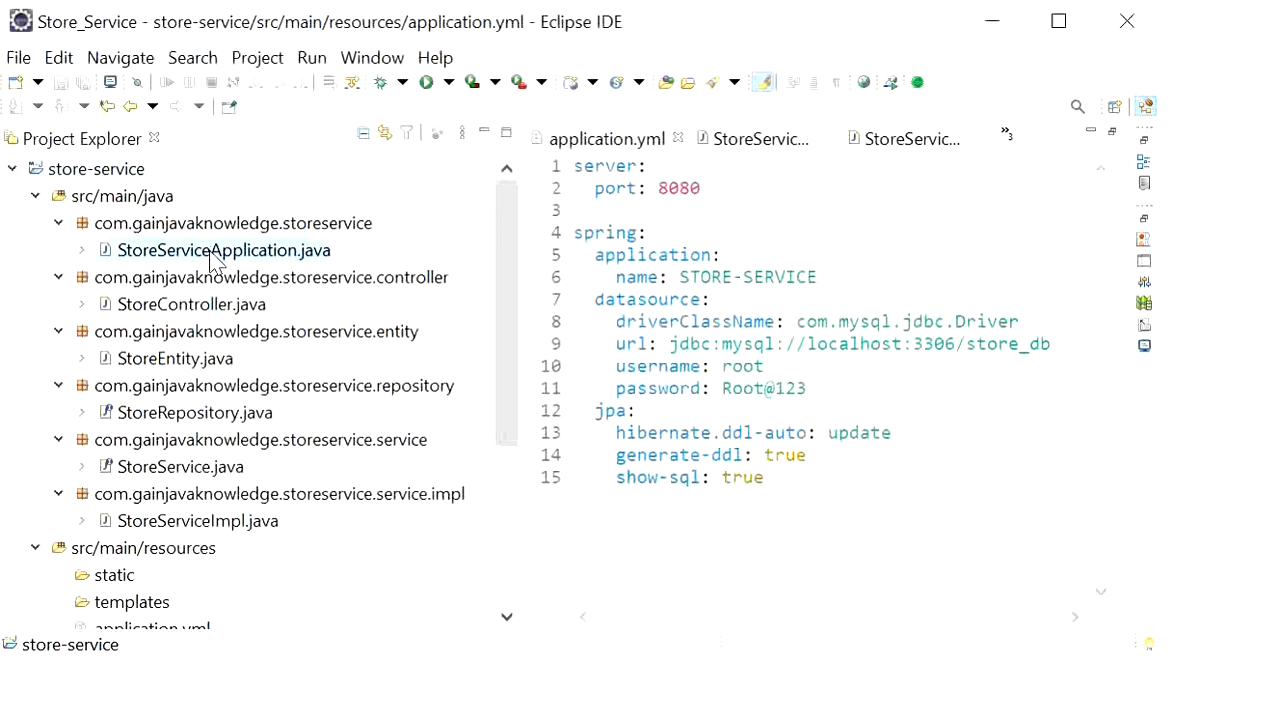 Store_Service - store-service/src/main/resources/application.yml - Eclipse IDE
File Edit Navigate Search Project Run Window Help
Project Explorer
application.yml
StoreServic...
StoreServic...
»3
store-service
src/main/java
com.gainjavaknowledge.storeservice
StoreServiceApplication.java
com.gainjavaknowledge.storeservice.controller
StoreController.java
com.gainjavaknowledge.storeservice.entity
StoreEntity.java
com.gainjavaknowledge.storeservice.repository
StoreRepository.java
com.gainjavaknowledge.storeservice.service
StoreService.java
com.gainjavaknowledge.storeservice.service.impl
StoreServiceImpl.java
src/main/resources
static
templates
application.yml
1 server:
2 port: 8080
3
4 spring:
5 application:
6 name: STORE-SERVICE
7 datasource:
8 driverClassName: com.mysql.jdbc.Driver
9 url: jdbc:mysql://localhost:3306/store_db
10 username: root
11 password: Root@123
12 jpa:
13 hibernate.ddl-auto: update
14 generate-ddl: true
15 show-sql: true
store-service